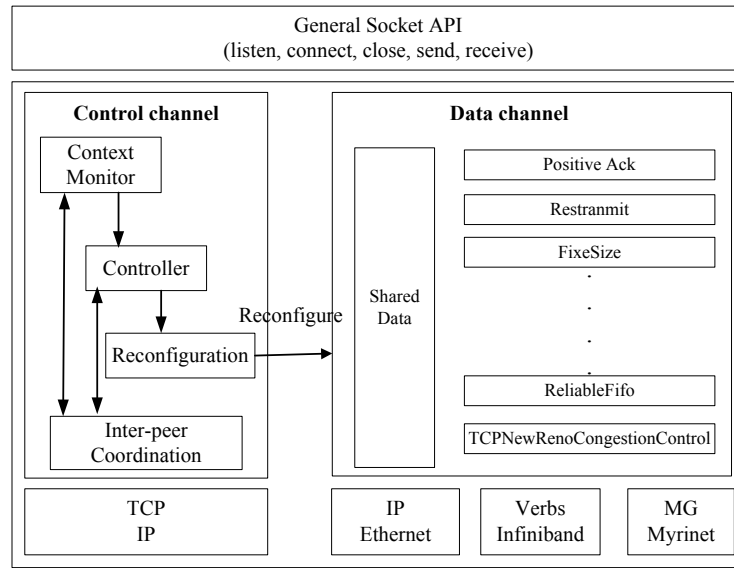 General Socket API
(listen, connect, close, send, receive)
Control channel
Context
Monitor
Controller
Reconfiguration
Inter-peer
Coordination
Reconfigure
Data channel
Shared
Data
Positive Ack
Restranmit
FixeSize
ReliableFifo
TCPNewRenoCongestionControl
TCP
IP
IP
Ethernet
Verbs
Infiniband
MG
Myrinet